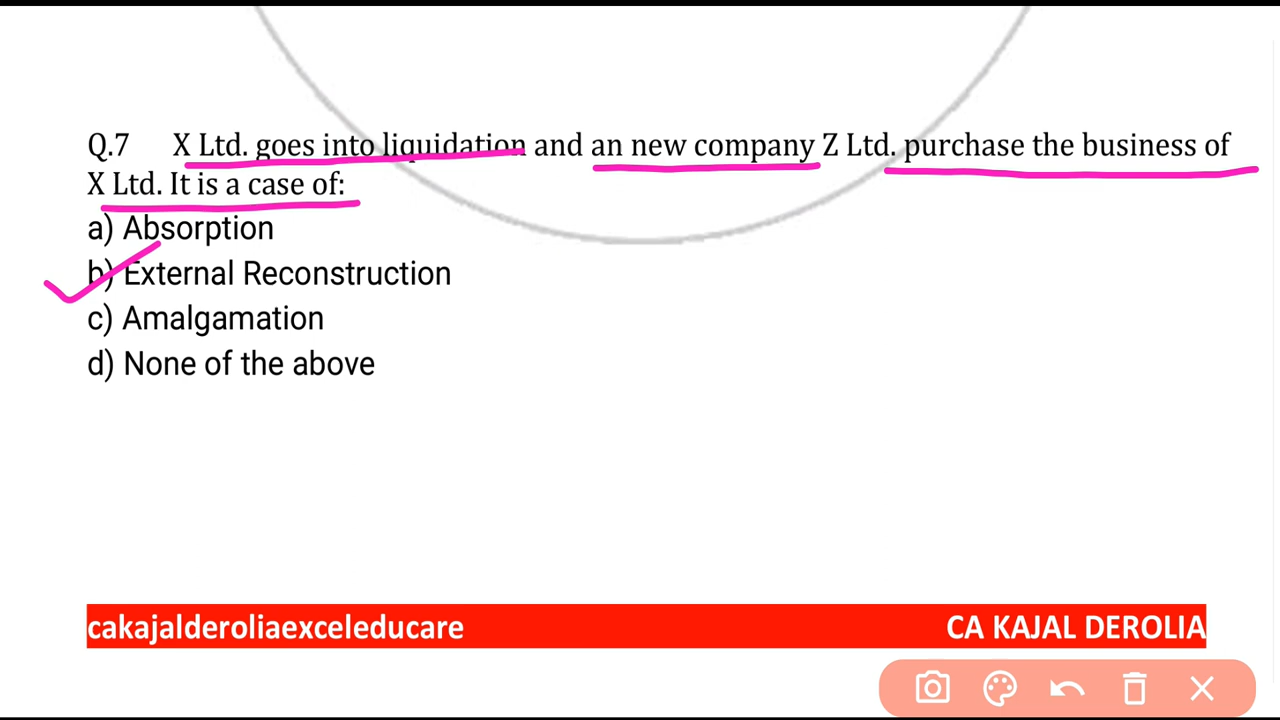 Q.7 X Ltd. goes into liquidation and an new company Z Ltd. purchase the business of
X Ltd. It is a case of:
a) Absorption
b) External Reconstruction
c) Amalgamation
d) None of the above
cakajalderoliaexceleducare CA KAJAL DEROLIA